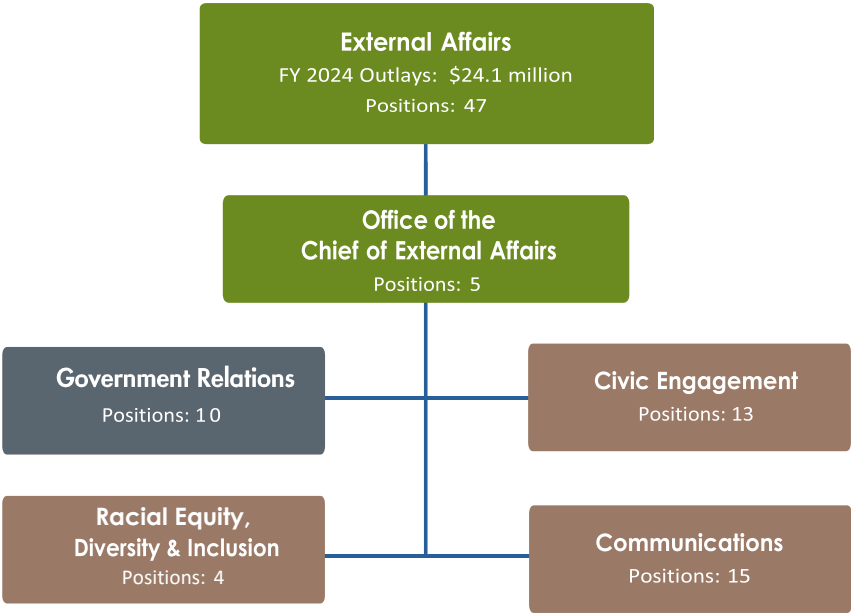 External Affairs
FY 2024 Outlays: $24.1 million
Positions: 47
Office of the
Chief of External Affairs
Positions: 5
Government Relations
Positions: 10
Civic Engagement
Positions: 13
Racial Equity,
Diversity & Inclusion
Positions: 4
Communications
Positions: 15